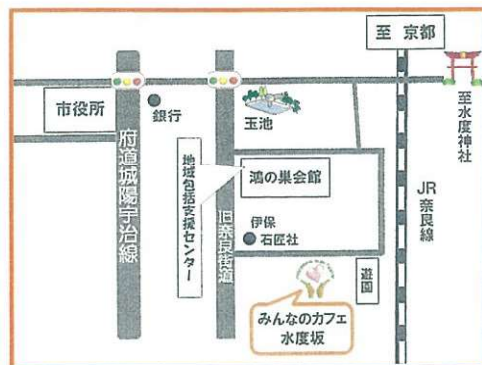 至 京都
市役所
銀行
玉池
至水度神社
府道城陽宇治線
地域包括支援センター
旧奈良街道
鴻の巣会館
JR奈良線
伊保
石匠社
遊園
みんなのカフェ
水度坂